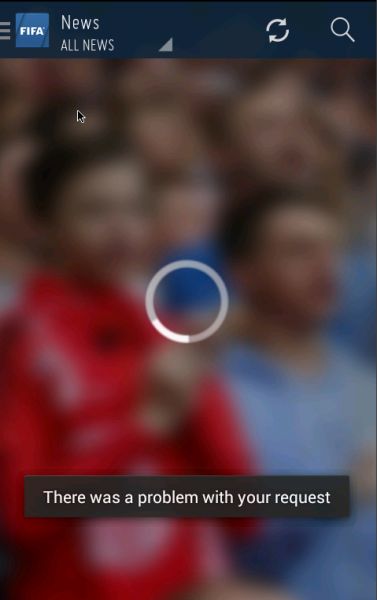 FIFA
News
ALL NEWS
There was a problem with your request